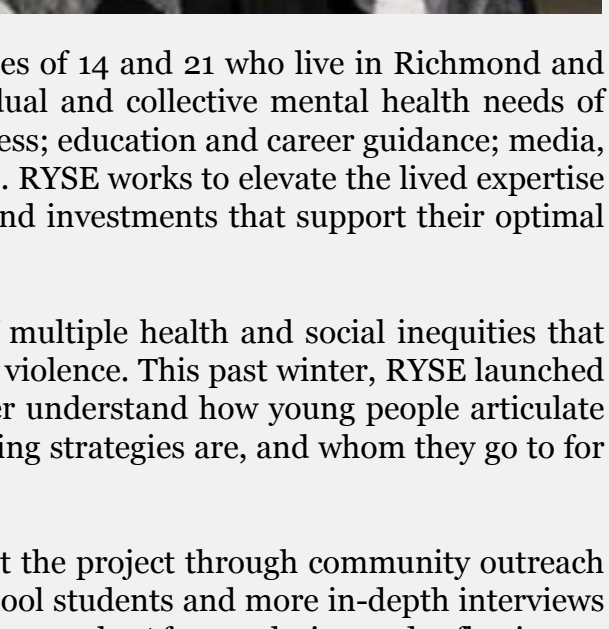 es of 14 and 21 who live in Richmond and
dual and collective mental health needs of
ess; education and career guidance; media,
. RYSE works to elevate the lived expertise
nd investments that support their optimal
multiple health and social inequities that
violence. This past winter, RYSE launched
er understand how young people articulate
ing strategies are, and whom they go to for
t the project through community outreach
ool students and more in-depth interviews